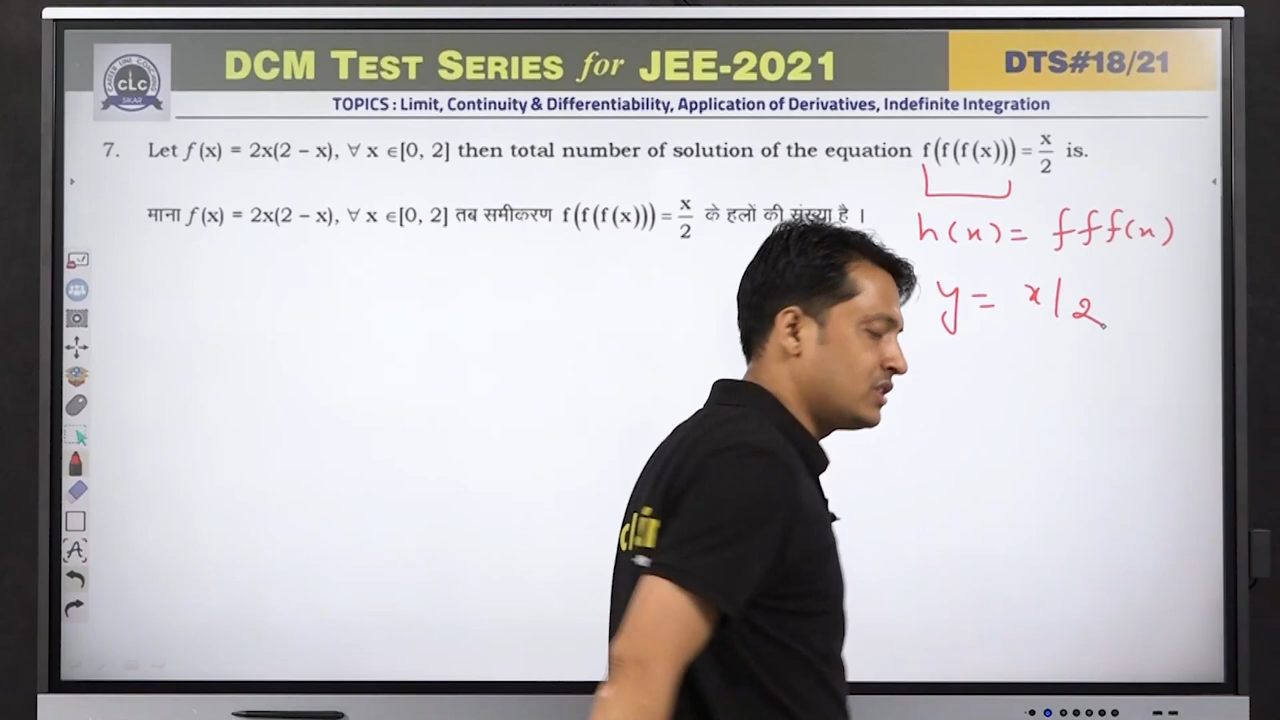 CLC
SIKAR
DCM TEST SERIES for JEE-2021
DTS#18/21
TOPICS : Limit, Continuity & Differentiability, Application of Derivatives, Indefinite Integration
7. Let f(x) = 2x(2 – x), ∀ x ∈[0, 2] then total number of solution of the equation f(f(f(x))) = x/2 is.
माना f(x) = 2x(2 – x), ∀ x ∈[0, 2] तब समीकरण f(f(f(x))) = x/2 के हलों की संख्या है ।
h(x) = fff(x)
y = x/2